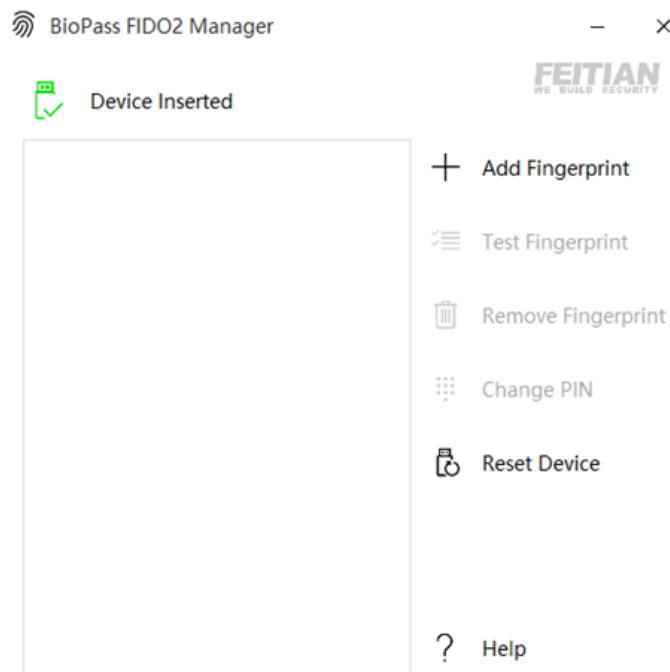 BioPass FIDO2 Manager
FEITIAN
WE BUILD SECURITY
Device Inserted
Add Fingerprint
Test Fingerprint
Remove Fingerprint
Change PIN
Reset Device
Help